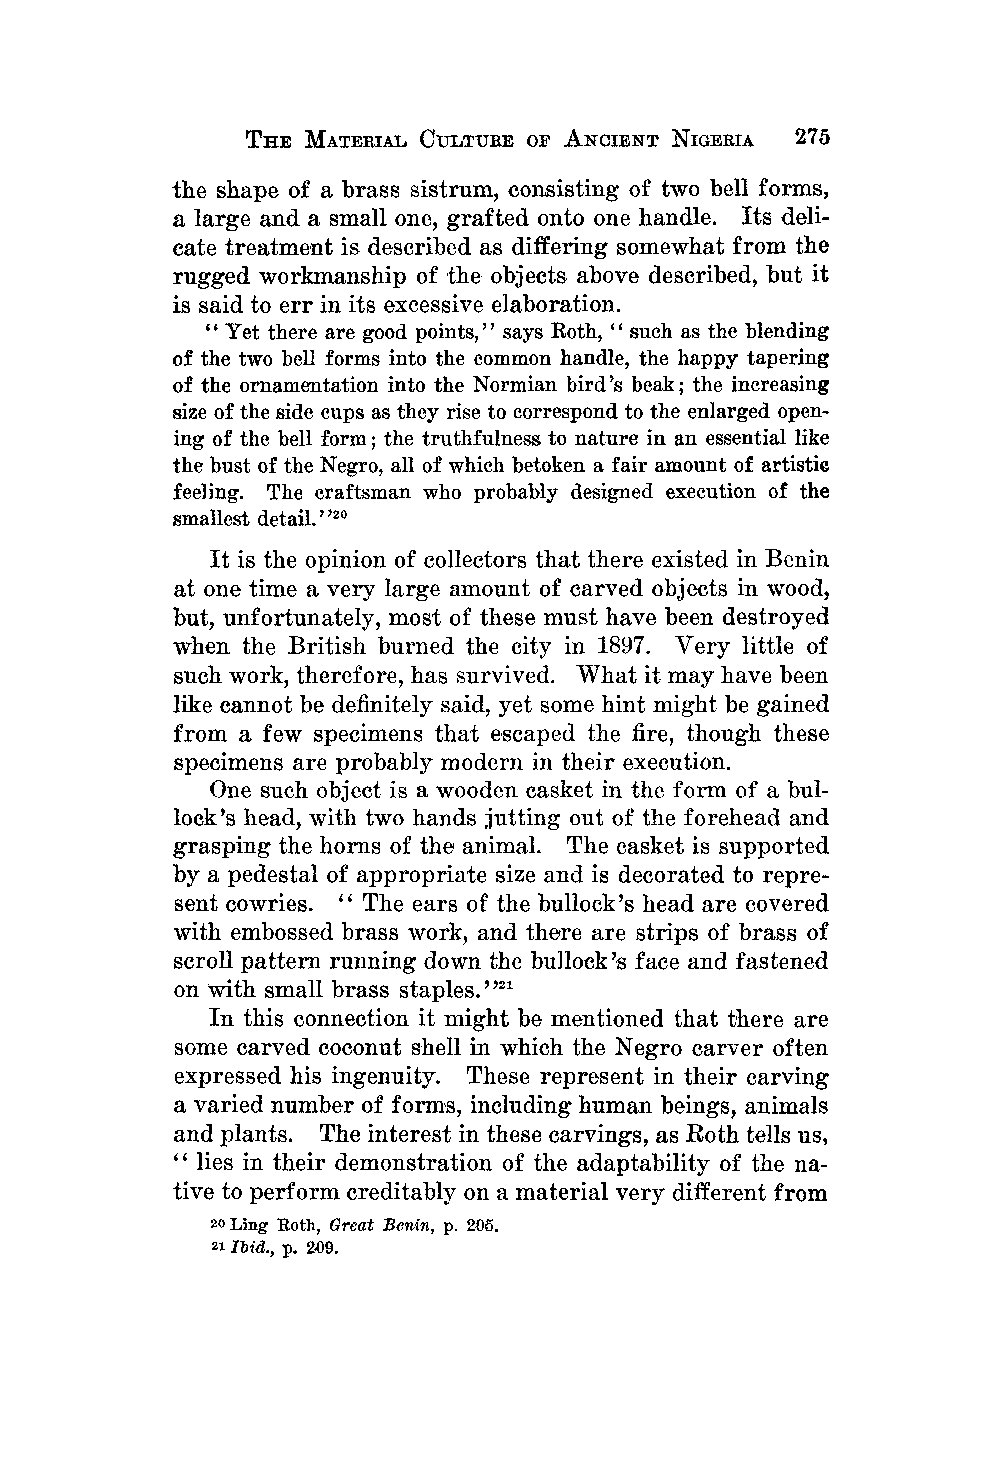 THE MATERIAL CULTURE OF ANCIENT NIGERIA 275
the shape of a brass sistrum, consisting of two bell forms,
a large and a small one, grafted onto one handle. Its deli-
cate treatment is described as differing somewhat from the
rugged workmanship of the objects above described, but it
is said to err in its excessive elaboration.
“ Yet there are good points,” says Roth, “ such as the blending
of the two bell forms into the common handle, the happy tapering
of the ornamentation into the Normian bird’s beak; the increasing
size of the side cups as they rise to correspond to the enlarged open-
ing of the bell form; the truthfulness to nature in an essential like
the bust of the Negro, all of which betoken a fair amount of artistic
feeling. The craftsman who probably designed execution of the
smallest detail.”20
It is the opinion of collectors that there existed in Benin
at one time a very large amount of carved objects in wood,
but, unfortunately, most of these must have been destroyed
when the British burned the city in 1897. Very little of
such work, therefore, has survived. What it may have been
like cannot be definitely said, yet some hint might be gained
from a few specimens that escaped the fire, though these
specimens are probably modern in their execution.
One such object is a wooden casket in the form of a bul-
lock’s head, with two hands jutting out of the forehead and
grasping the horns of the animal. The casket is supported
by a pedestal of appropriate size and is decorated to repre-
sent cowries. “ The ears of the bullock’s head are covered
with embossed brass work, and there are strips of brass of
scroll pattern running down the bullock’s face and fastened
on with small brass staples.”21
In this connection it might be mentioned that there are
some carved coconut shell in which the Negro carver often
expressed his ingenuity. These represent in their carving
a varied number of forms, including human beings, animals
and plants. The interest in these carvings, as Roth tells us,
“ lies in their demonstration of the adaptability of the na-
tive to perform creditably on a material very different from
20 Ling Roth, Great Benin, p. 205.
21 Ibid., p. 209.